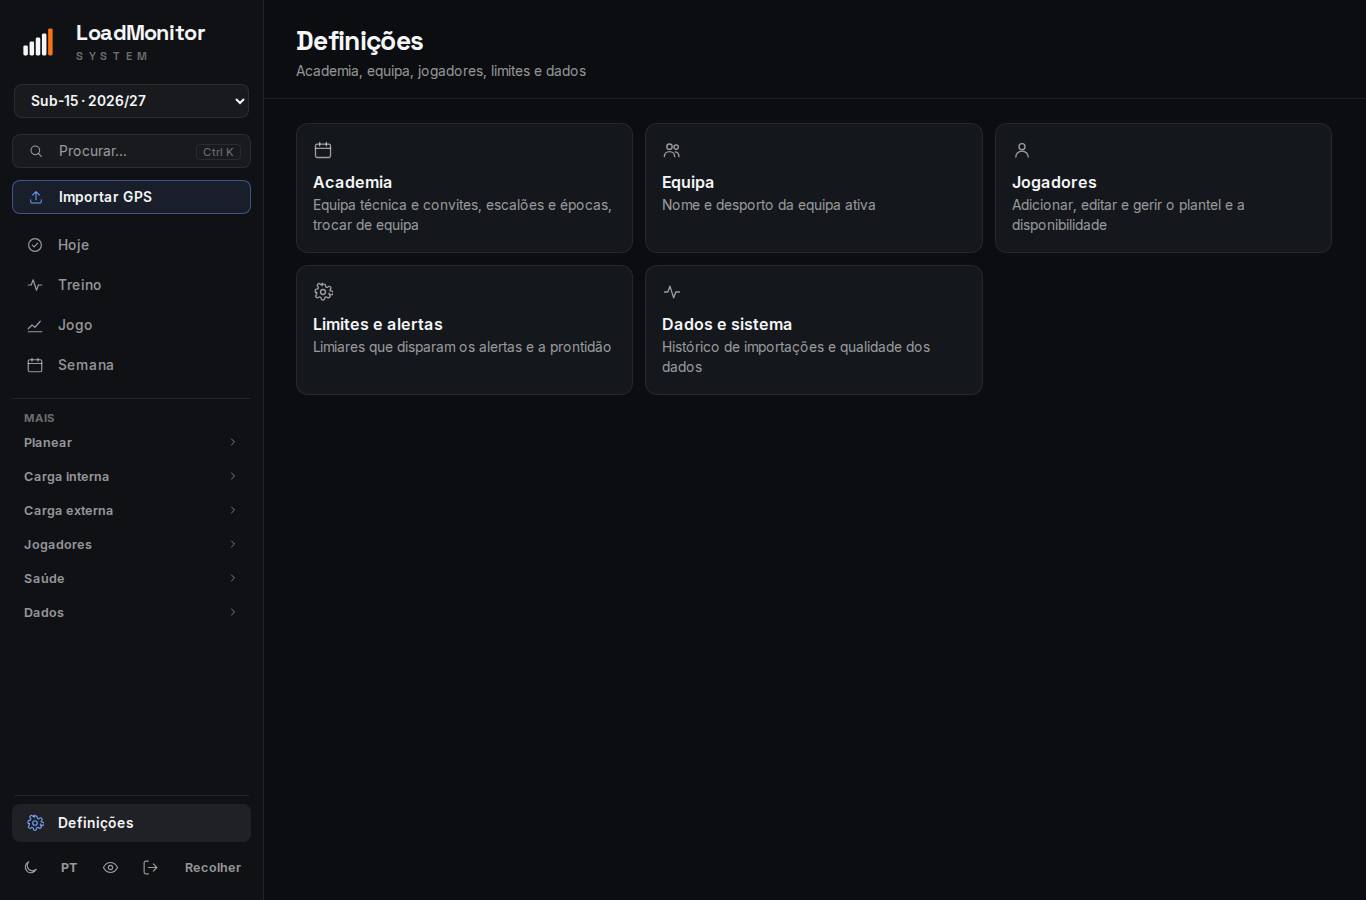 LoadMonitor
SYSTEM
Sub-15 · 2026/27
Procurar...
Ctrl K
Importar GPS
Hoje
Treino
Jogo
Semana
MAIS
Planear
Carga interna
Carga externa
Jogadores
Saúde
Dados
Definições
PT
Recolher
Definições
Academia, equipa, jogadores, limites e dados
Academia
Equipa técnica e convites, escalões e épocas,
trocar de equipa
Equipa
Nome e desporto da equipa ativa
Jogadores
Adicionar, editar e gerir o plantel e a
disponibilidade
Limites e alertas
Limiares que disparam os alertas e a prontidão
Dados e sistema
Histórico de importações e qualidade dos
dados